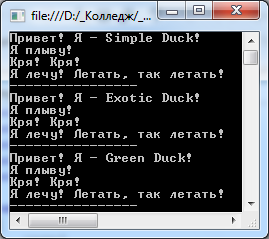 file:///D:/_Колледж/_...
Привет! Я - Simple Duck!
Я плыву!
Кря! Кря!
Я лечу! Летать, так летать!
-----------------
Привет! Я - Exotic Duck!
Я плыву!
Кря! Кря!
Я лечу! Летать, так летать!
-----------------
Привет! Я - Green Duck!
Я плыву!
Кря! Кря!
Я лечу! Летать, так летать!
-----------------